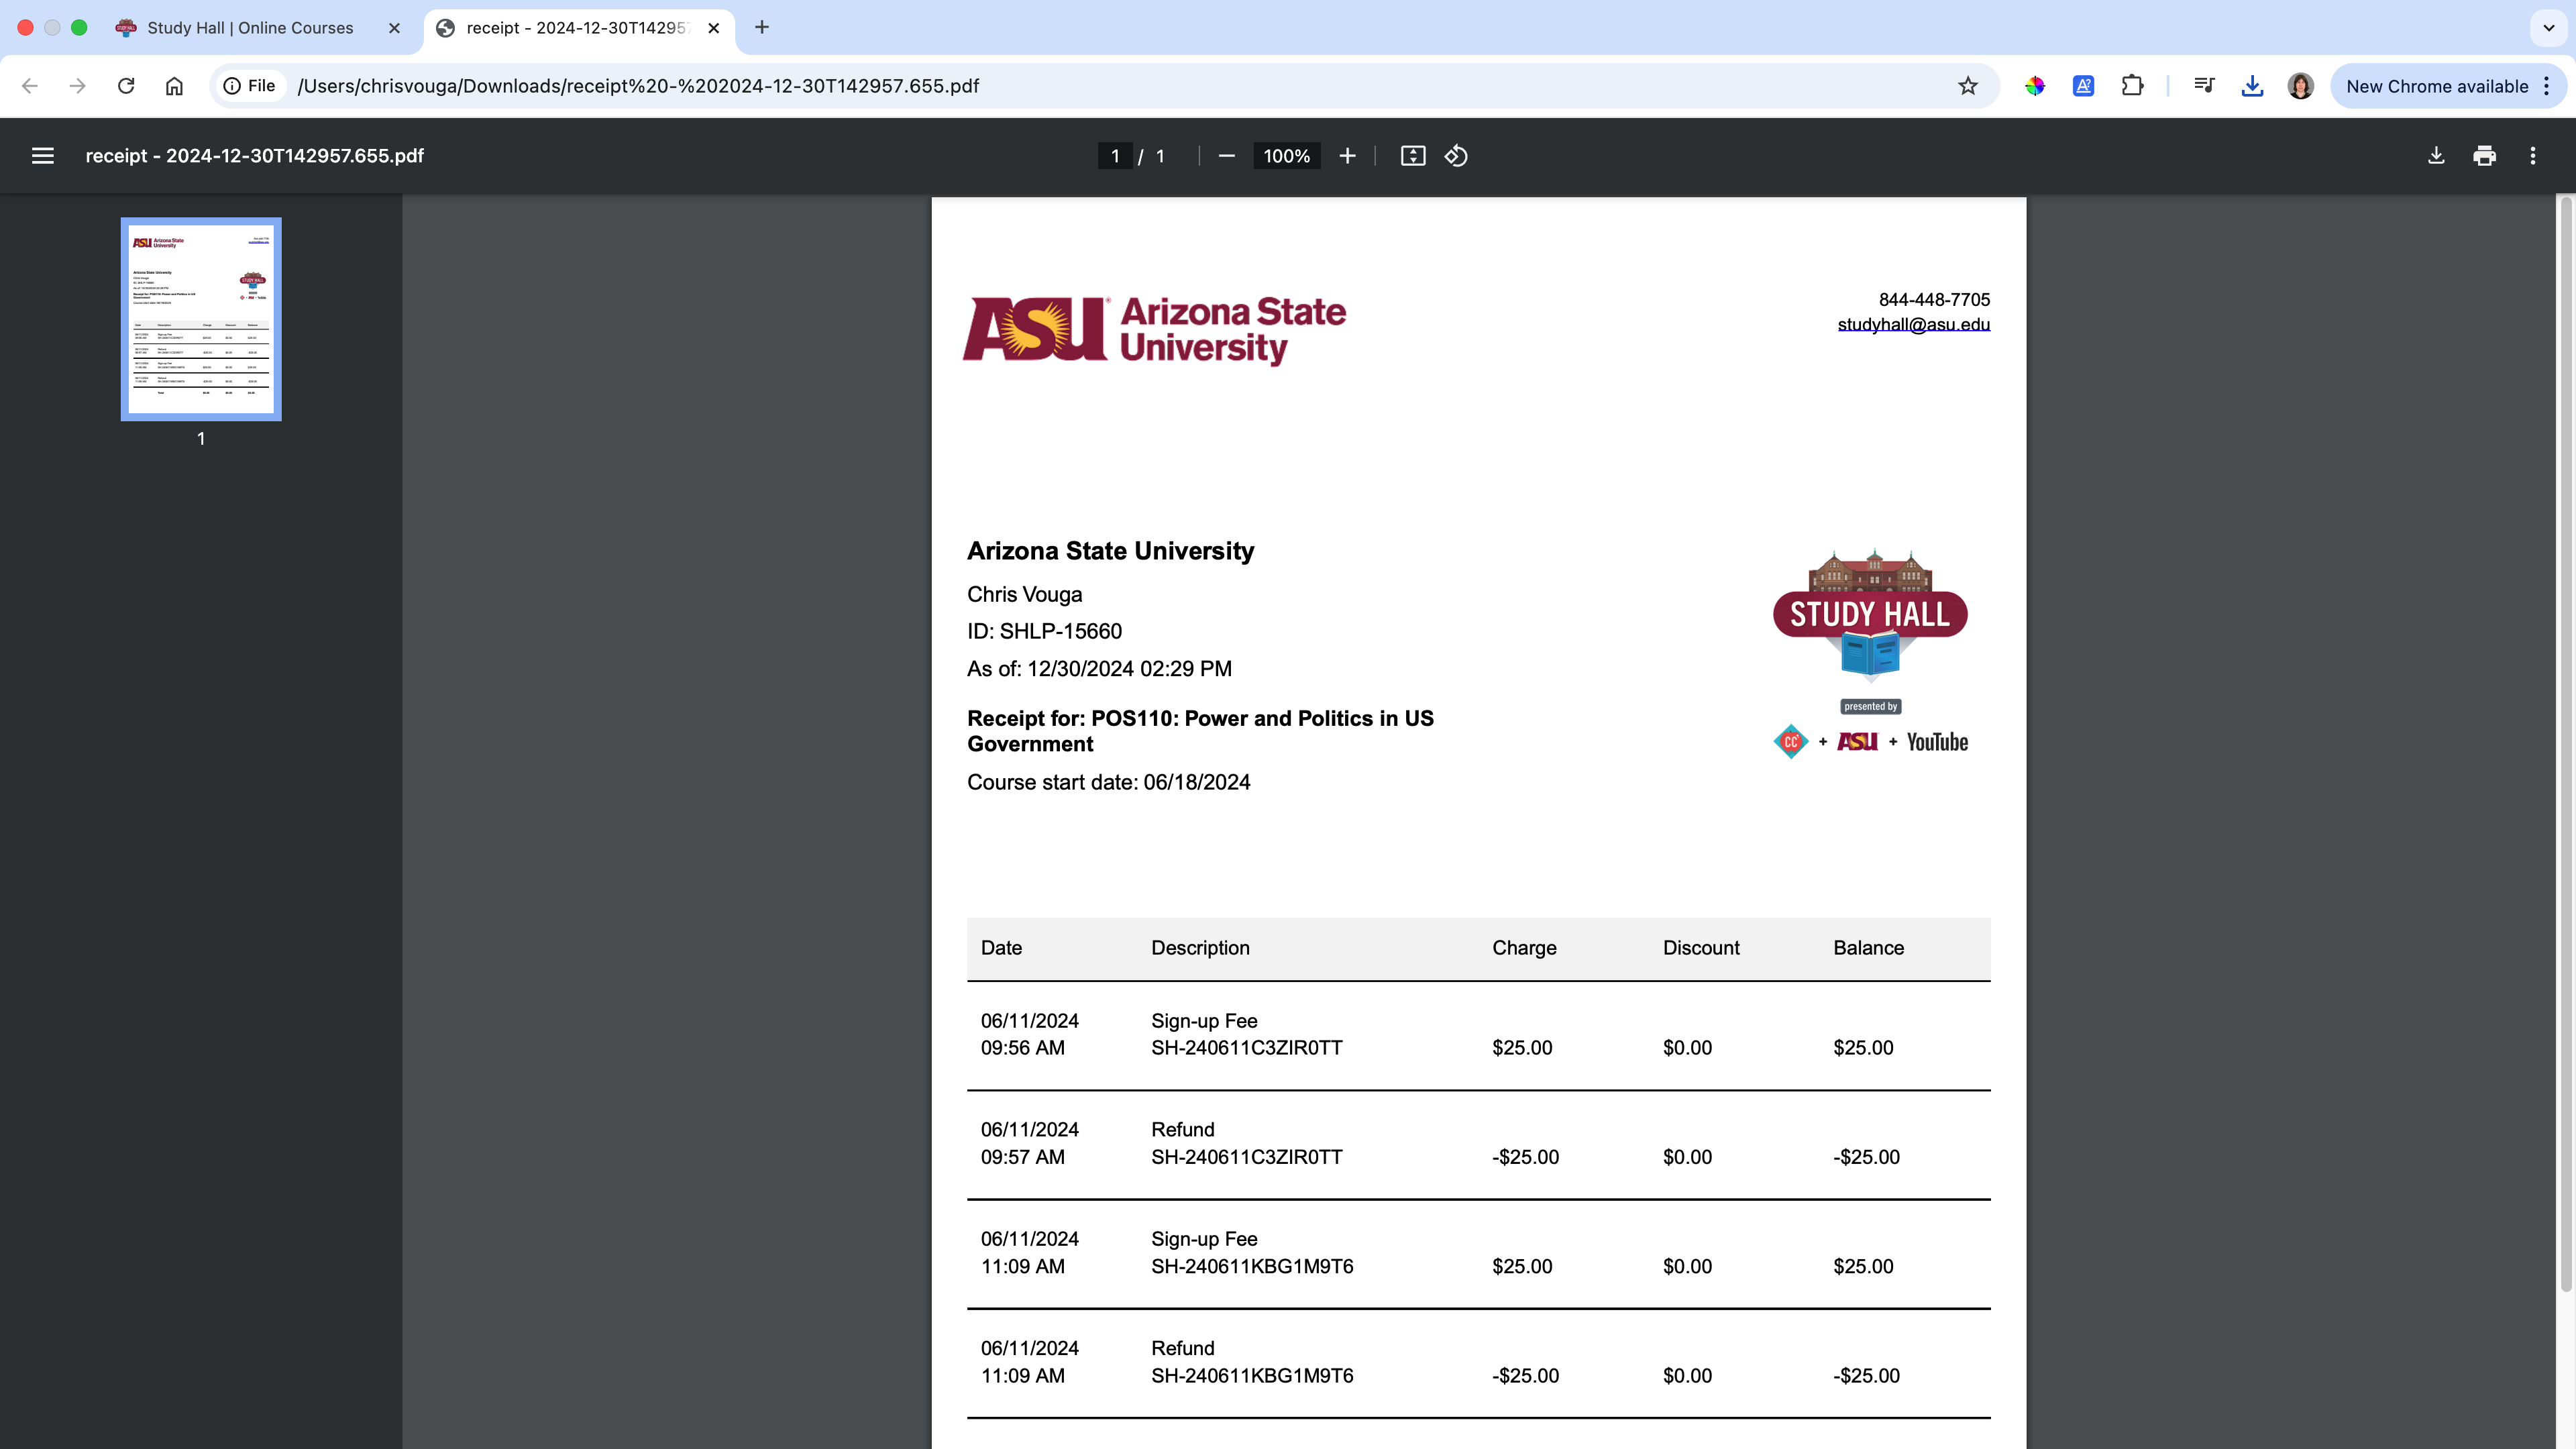 Study Hall | Online Courses
receipt - 2024-12-30T14295
File
/Users/chrisvouga/Downloads/receipt%20-%202024-12-30T142957.655.pdf
New Chrome available
receipt - 2024-12-30T142957.655.pdf
1 / 1
100%
1
ASU Arizona State
University
844-448-7705
studyhall@asu.edu
Arizona State University
Chris Vouga
ID: SHLP-15660
As of: 12/30/2024 02:29 PM
Receipt for: POS110: Power and Politics in US
Government
Course start date: 06/18/2024
STUDY HALL
presented by
CC + ASU + YouTube
Date Description Charge Discount Balance
06/11/2024 Sign-up Fee
09:56 AM SH-240611C3ZIR0TT $25.00 $0.00 $25.00
06/11/2024 Refund
09:57 AM SH-240611C3ZIR0TT -$25.00 $0.00 -$25.00
06/11/2024 Sign-up Fee
11:09 AM SH-240611KBG1M9T6 $25.00 $0.00 $25.00
06/11/2024 Refund
11:09 AM SH-240611KBG1M9T6 -$25.00 $0.00 -$25.00